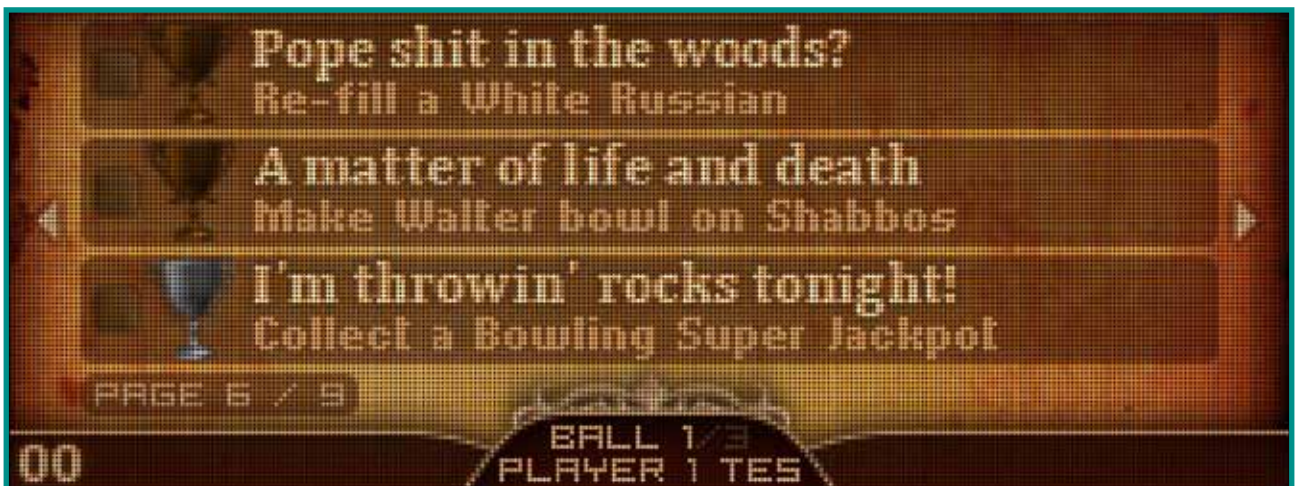 Pope shit in the woods?
Re-fill a White Russian
A matter of life and death
Make Walter bowl on Shabbos
I'm throwin' rocks tonight!
Collect a Bowling Super Jackpot
PAGE 6 / 9
BALL 1/3
00
PLAYER 1 TES